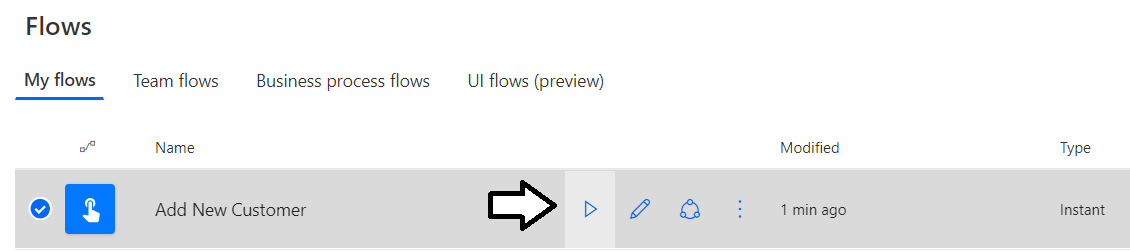 Flows
My flows Team flows Business process flows UI flows (preview)
Name Modified Type
Add New Customer 1 min ago Instant